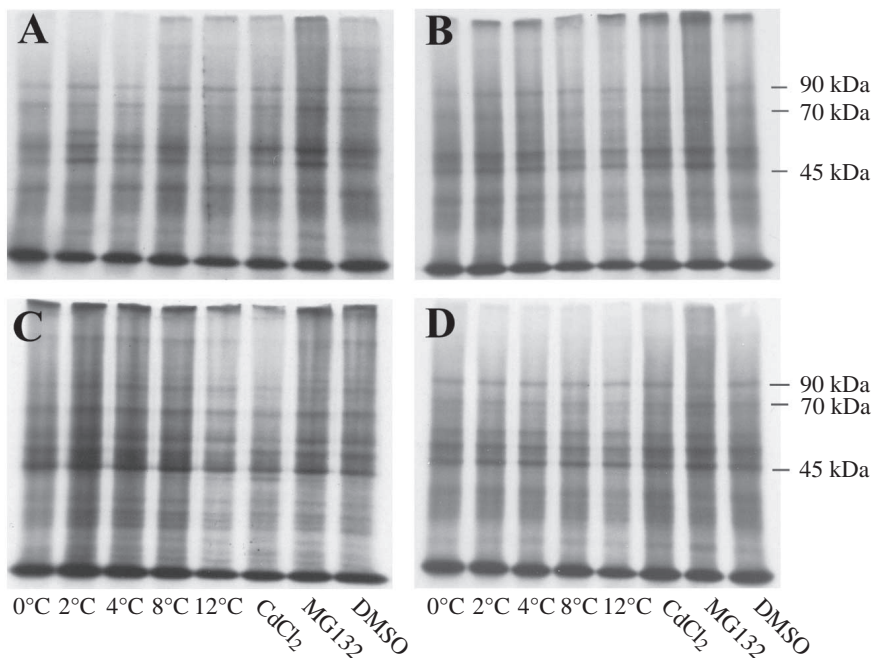 A
B
90 kDa
70 kDa
45 kDa
C
D
90 kDa
70 kDa
45 kDa
0°C 2°C 4°C 8°C 12°C CdCl₂ MG132 DMSO
0°C 2°C 4°C 8°C 12°C CdCl₂ MG132 DMSO